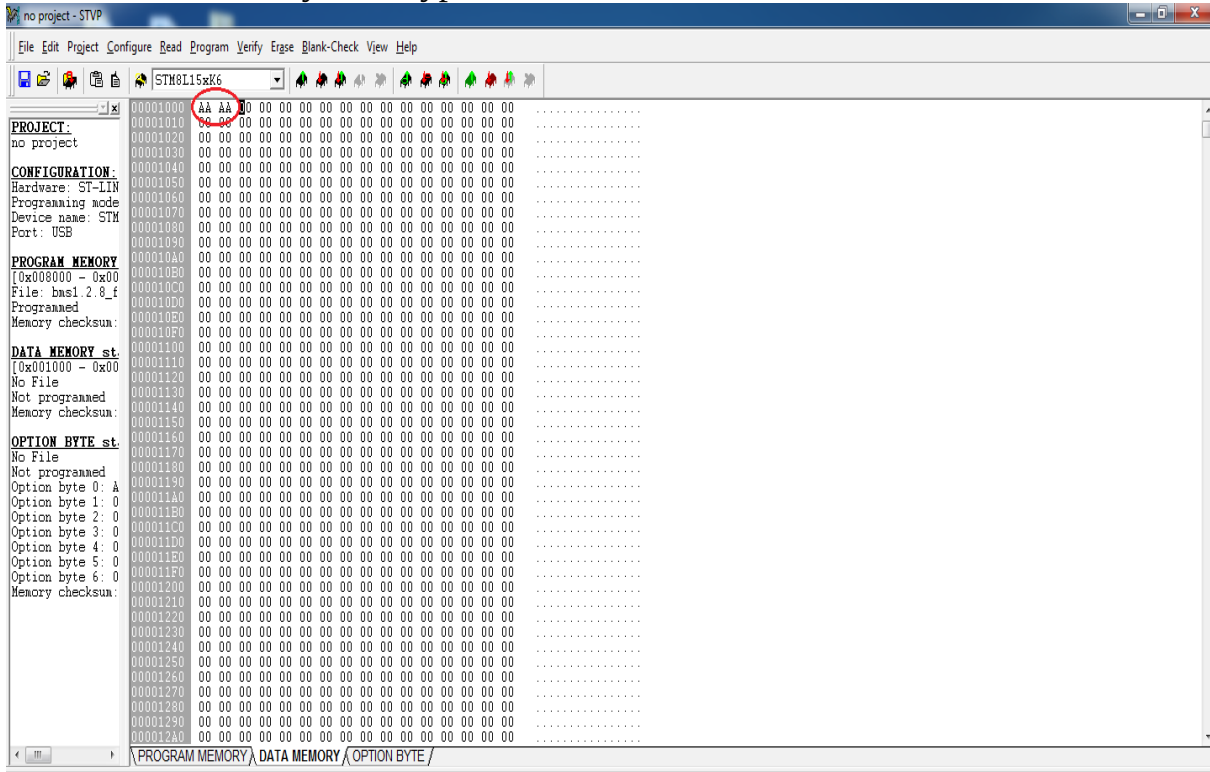 no project - STVP
File Edit Project Configure Read Program Verify Erase Blank-Check View Help
STM8L15xK6
PROJECT:
no project
CONFIGURATION:
Hardware: ST-LIN
Programming mode
Device name: STM
Port: USB
PROGRAM MEMORY
[0x008000 - 0x00
File: bms1.2.8_f
Programmed
Memory checksum:
DATA MEMORY st
[0x001000 - 0x00
No File
Not programmed
Memory checksum:
OPTION BYTE st
No File
Not programmed
Option byte 0: A
Option byte 1: 0
Option byte 2: 0
Option byte 3: 0
Option byte 4: 0
Option byte 5: 0
Option byte 6: 0
Memory checksum:
00001000 AA AA 00 00 00 00 00 00 00 00 00 00 00 00 00 00 ................
00001010 00 00 00 00 00 00 00 00 00 00 00 00 00 00 00 00 ................
00001020 00 00 00 00 00 00 00 00 00 00 00 00 00 00 00 00 ................
00001030 00 00 00 00 00 00 00 00 00 00 00 00 00 00 00 00 ................
00001040 00 00 00 00 00 00 00 00 00 00 00 00 00 00 00 00 ................
00001050 00 00 00 00 00 00 00 00 00 00 00 00 00 00 00 00 ................
00001060 00 00 00 00 00 00 00 00 00 00 00 00 00 00 00 00 ................
00001070 00 00 00 00 00 00 00 00 00 00 00 00 00 00 00 00 ................
00001080 00 00 00 00 00 00 00 00 00 00 00 00 00 00 00 00 ................
00001090 00 00 00 00 00 00 00 00 00 00 00 00 00 00 00 00 ................
000010A0 00 00 00 00 00 00 00 00 00 00 00 00 00 00 00 00 ................
000010B0 00 00 00 00 00 00 00 00 00 00 00 00 00 00 00 00 ................
000010C0 00 00 00 00 00 00 00 00 00 00 00 00 00 00 00 00 ................
000010D0 00 00 00 00 00 00 00 00 00 00 00 00 00 00 00 00 ................
000010E0 00 00 00 00 00 00 00 00 00 00 00 00 00 00 00 00 ................
000010F0 00 00 00 00 00 00 00 00 00 00 00 00 00 00 00 00 ................
00001100 00 00 00 00 00 00 00 00 00 00 00 00 00 00 00 00 ................
00001110 00 00 00 00 00 00 00 00 00 00 00 00 00 00 00 00 ................
00001120 00 00 00 00 00 00 00 00 00 00 00 00 00 00 00 00 ................
00001130 00 00 00 00 00 00 00 00 00 00 00 00 00 00 00 00 ................
00001140 00 00 00 00 00 00 00 00 00 00 00 00 00 00 00 00 ................
00001150 00 00 00 00 00 00 00 00 00 00 00 00 00 00 00 00 ................
00001160 00 00 00 00 00 00 00 00 00 00 00 00 00 00 00 00 ................
00001170 00 00 00 00 00 00 00 00 00 00 00 00 00 00 00 00 ................
00001180 00 00 00 00 00 00 00 00 00 00 00 00 00 00 00 00 ................
00001190 00 00 00 00 00 00 00 00 00 00 00 00 00 00 00 00 ................
000011A0 00 00 00 00 00 00 00 00 00 00 00 00 00 00 00 00 ................
000011B0 00 00 00 00 00 00 00 00 00 00 00 00 00 00 00 00 ................
000011C0 00 00 00 00 00 00 00 00 00 00 00 00 00 00 00 00 ................
000011D0 00 00 00 00 00 00 00 00 00 00 00 00 00 00 00 00 ................
000011E0 00 00 00 00 00 00 00 00 00 00 00 00 00 00 00 00 ................
000011F0 00 00 00 00 00 00 00 00 00 00 00 00 00 00 00 00 ................
00001200 00 00 00 00 00 00 00 00 00 00 00 00 00 00 00 00 ................
00001210 00 00 00 00 00 00 00 00 00 00 00 00 00 00 00 00 ................
00001220 00 00 00 00 00 00 00 00 00 00 00 00 00 00 00 00 ................
00001230 00 00 00 00 00 00 00 00 00 00 00 00 00 00 00 00 ................
00001240 00 00 00 00 00 00 00 00 00 00 00 00 00 00 00 00 ................
00001250 00 00 00 00 00 00 00 00 00 00 00 00 00 00 00 00 ................
00001260 00 00 00 00 00 00 00 00 00 00 00 00 00 00 00 00 ................
00001270 00 00 00 00 00 00 00 00 00 00 00 00 00 00 00 00 ................
00001280 00 00 00 00 00 00 00 00 00 00 00 00 00 00 00 00 ................
00001290 00 00 00 00 00 00 00 00 00 00 00 00 00 00 00 00 ................
000012A0 00 00 00 00 00 00 00 00 00 00 00 00 00 00 00 00 ................
PROGRAM MEMORY DATA MEMORY OPTION BYTE